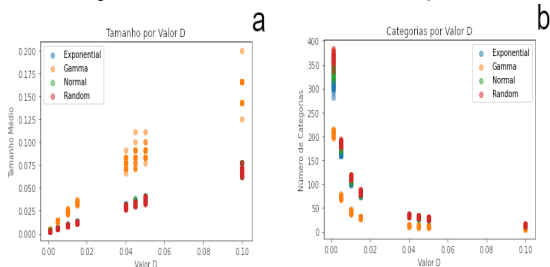 a
b
Tamanho por Valor D
Exponential
Gamma
Normal
Random
0.200
0.175
0.150
0.125
0.100
0.075
0.050
0.025
0.000
Tamanho Médio
0.00
0.02
0.04
0.06
0.08
0.10
Valor D
Categorias por Valor D
Exponential
Gamma
Normal
Random
400
350
300
250
200
150
100
50
0
Número de Categorias
0.00
0.02
0.04
0.06
0.08
0.10
Valor D